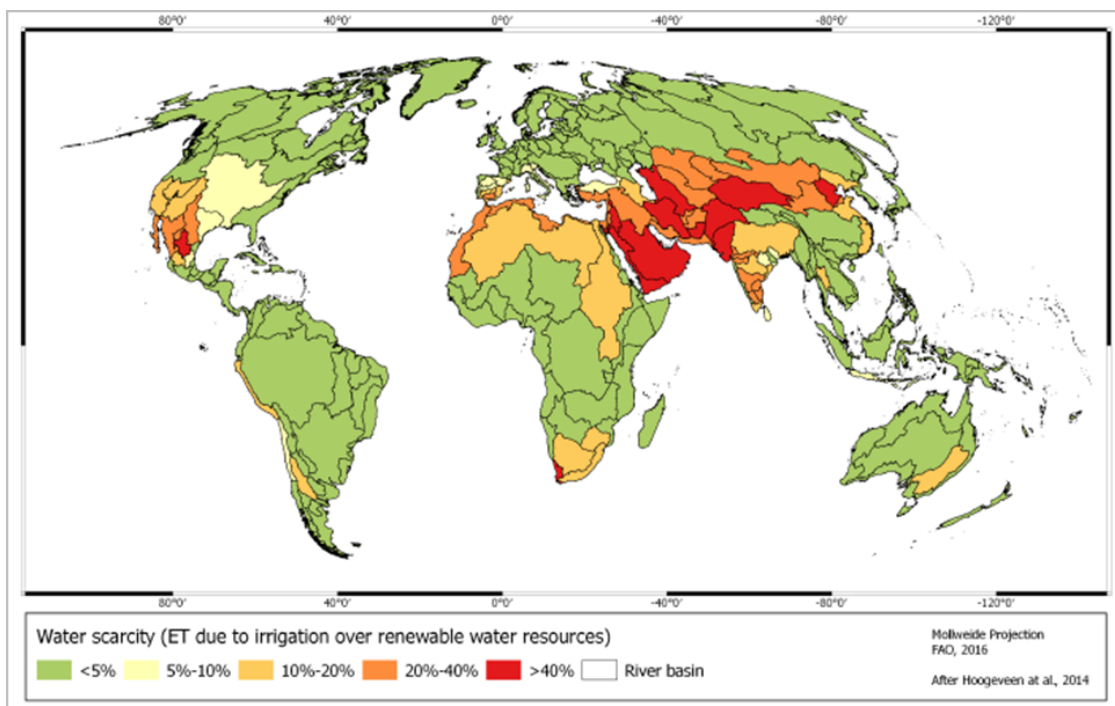 80°0' 40°0' 0°0' -40°0' -80°0' -120°0'
80°0' 40°0' 0°0' -40°0' -80°0' -120°0'
Water scarcity (ET due to irrigation over renewable water resources)
<5% 5%-10% 10%-20% 20%-40% >40% River basin
Mollweide Projection
FAO, 2016
After Hoogeveen at al., 2014